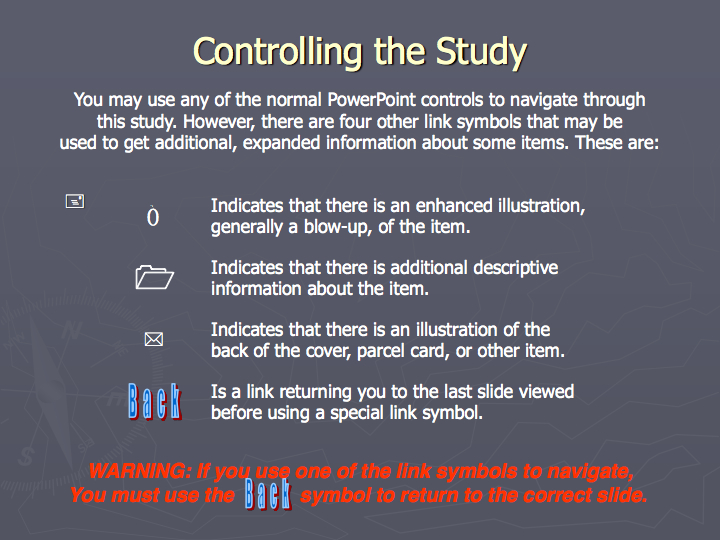 Controlling the Study
You may use any of the normal PowerPoint controls to navigate through
this study. However, there are four other link symbols that may be
used to get additional, expanded information about some items. These are:
Indicates that there is an enhanced illustration,
generally a blow-up, of the item.
Indicates that there is additional descriptive
information about the item.
Indicates that there is an illustration of the
back of the cover, parcel card, or other item.
Back Is a link returning you to the last slide viewed
before using a special link symbol.
WARNING: If you use one of the link symbols to navigate,
You must use the Back symbol to return to the correct slide.